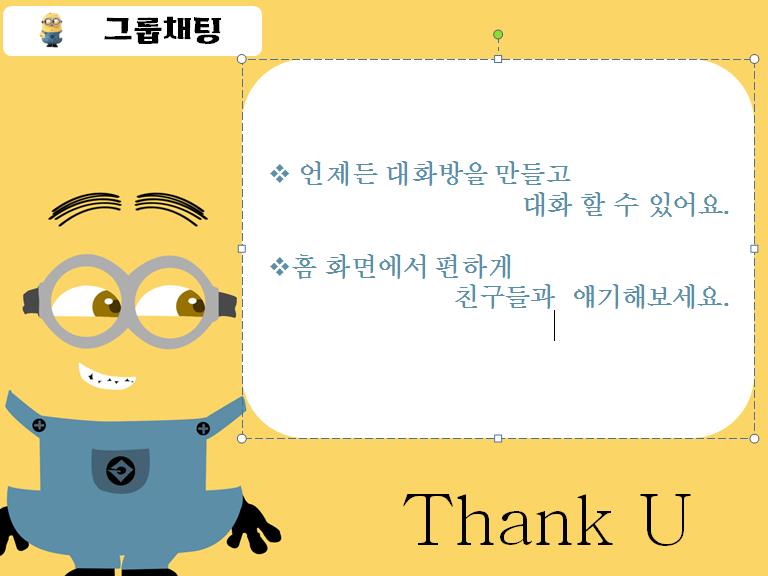 그룹채팅
❖ 언제든 대화방을 만들고
대화 할 수 있어요.
❖홈 화면에서 편하게
친구들과 얘기해보세요.
Thank U